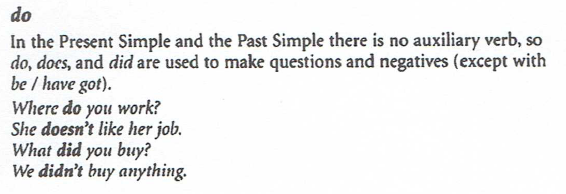 do
In the Present Simple and the Past Simple there is no auxiliary verb, so
do, does, and did are used to make questions and negatives (except with
be / have got).
Where do you work?
She doesn't like her job.
What did you buy?
We didn't buy anything.